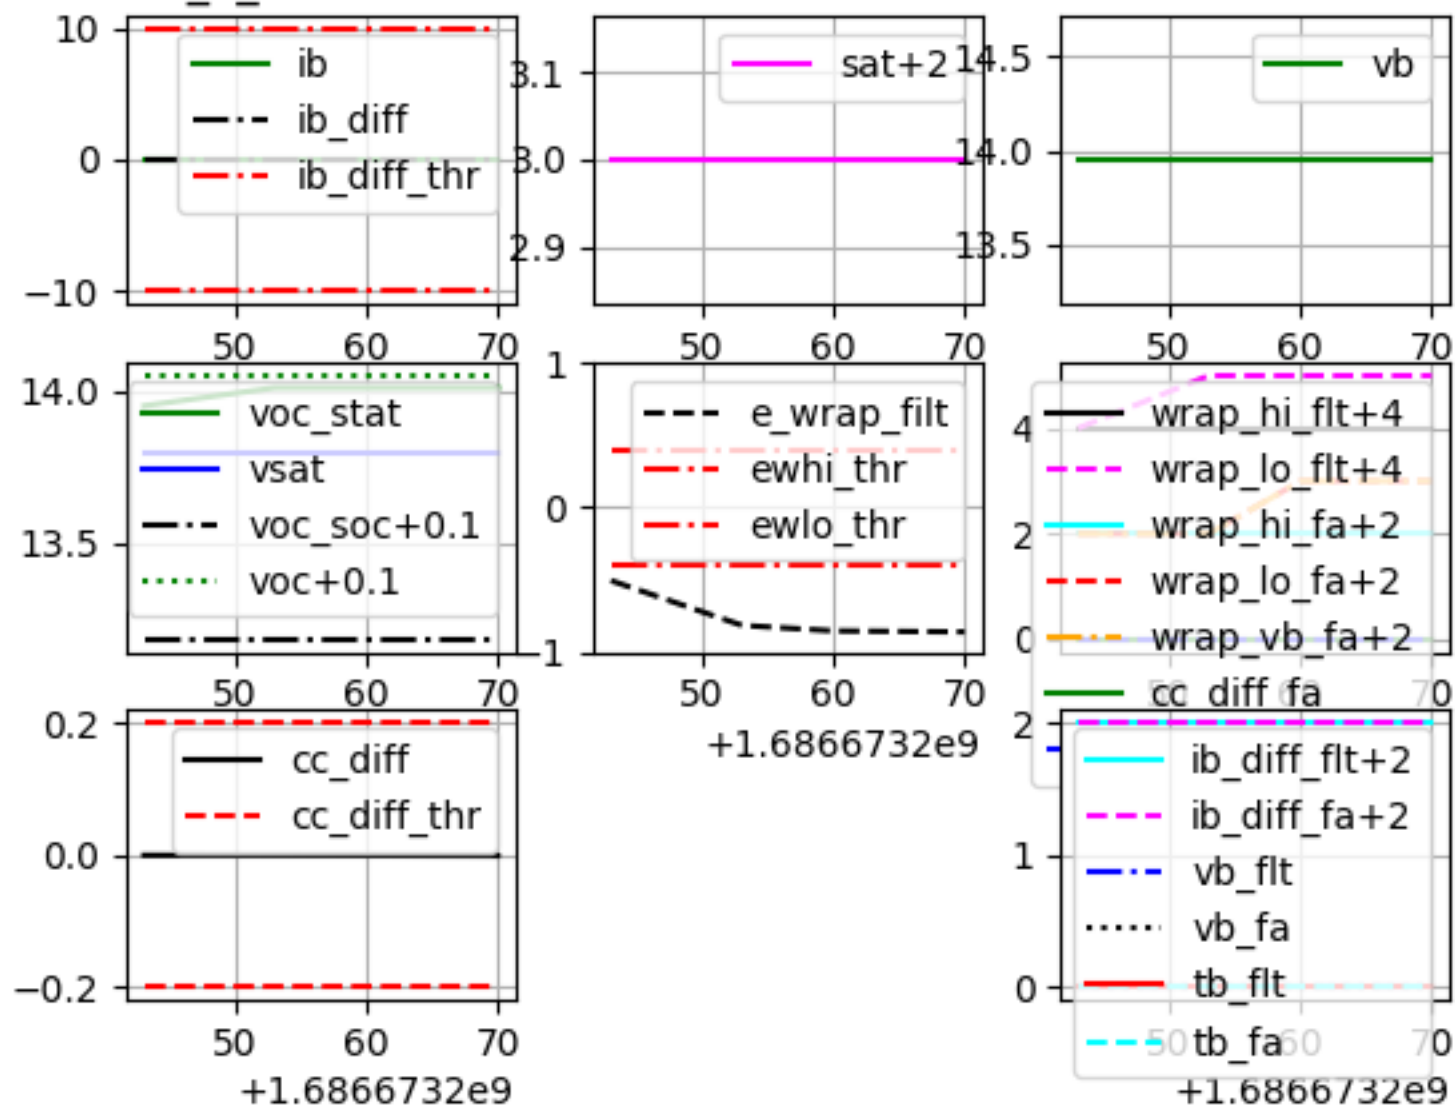 10
0
−10
ib
ib_diff
ib_diff_thr
50 60 70
3.1
3.0
2.9
sat+2
50 60 70
14.5
14.0
13.5
vb
50 60 70
14.0
13.5
voc_stat
vsat
voc_soc+0.1
voc+0.1
50 60 70
1
0
−1
e_wrap_filt
ewhi_thr
ewlo_thr
50 60 70
+1.6866732e9
4
2
0
wrap_hi_flt+4
wrap_lo_flt+4
wrap_hi_fa+2
wrap_lo_fa+2
wrap_vb_fa+2
cc_diff_fa
50 60 70
0.2
0.0
−0.2
cc_diff
cc_diff_thr
50 60 70
+1.6866732e9
2
1
0
ib_diff_flt+2
ib_diff_fa+2
vb_flt
vb_fa
tb_flt
tb_fa
50 60 70
+1.6866732e9